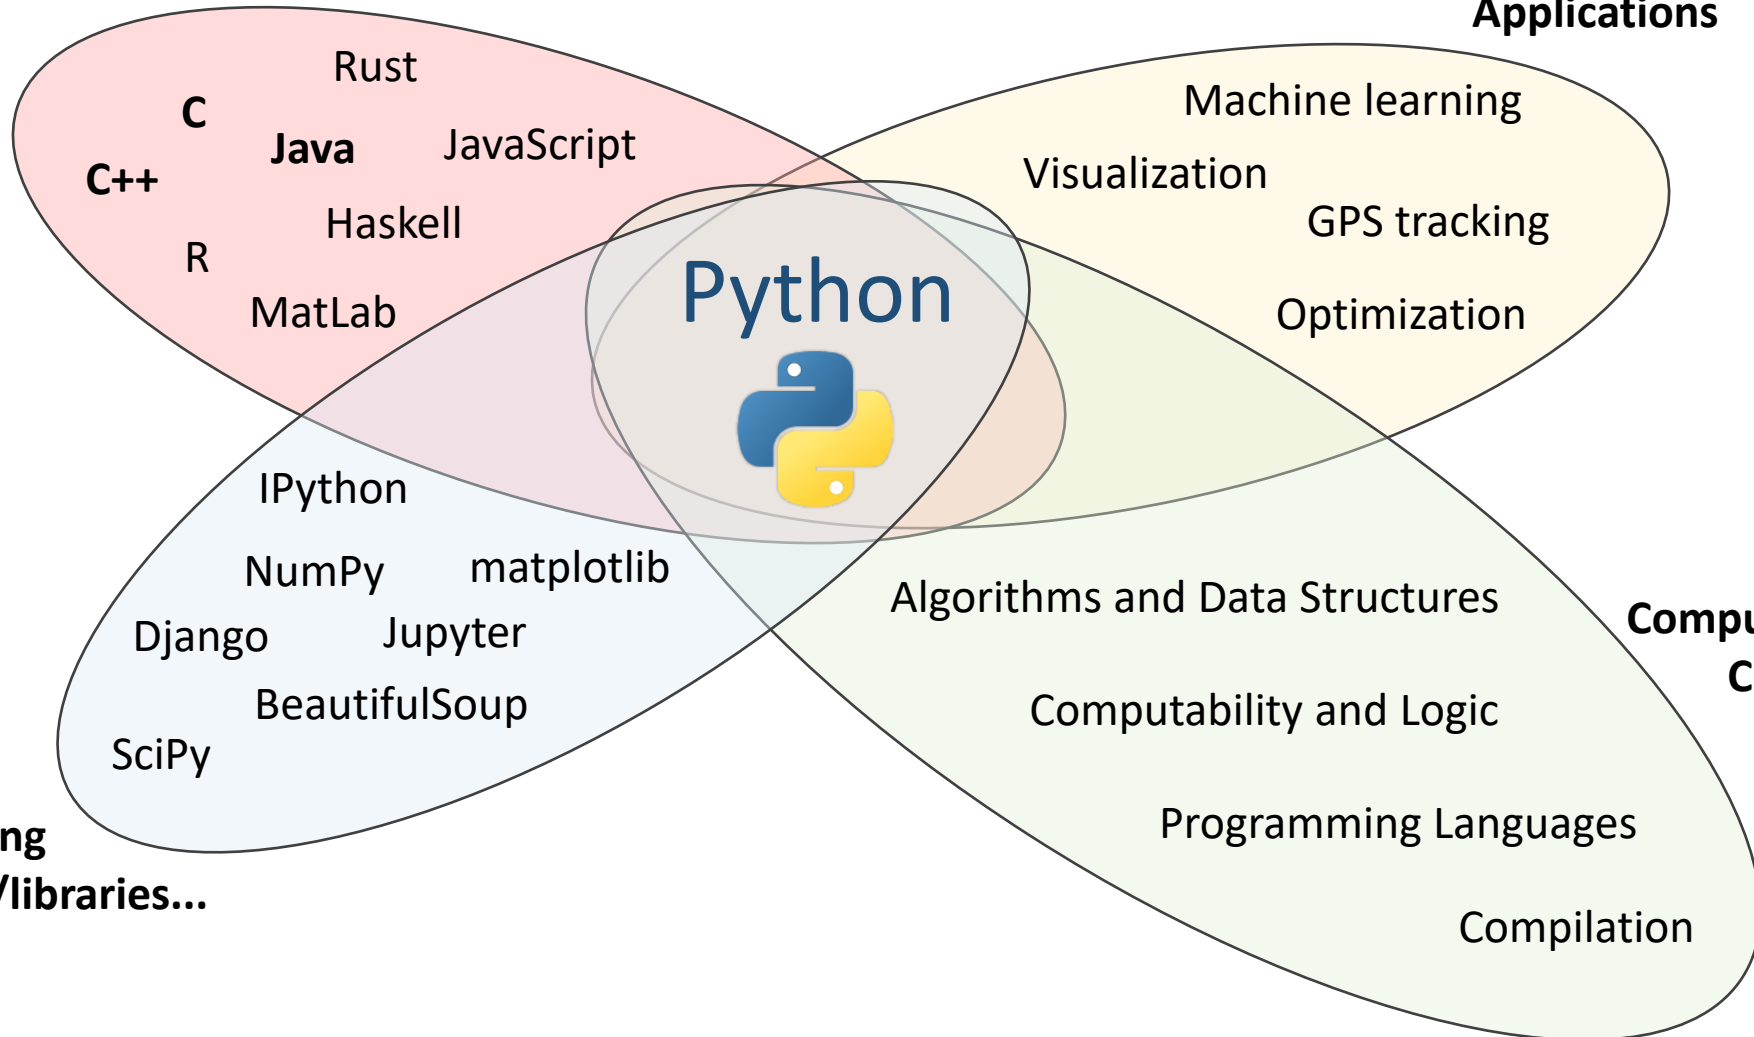 Applications
Rust
C
Java
JavaScript
C++
Haskell
R
MatLab
Machine learning
Visualization
GPS tracking
Optimization
Python
IPython
NumPy
matplotlib
Django
Jupyter
BeautifulSoup
SciPy
ng
/libraries...
Algorithms and Data Structures
Compu
C
Computability and Logic
Programming Languages
Compilation